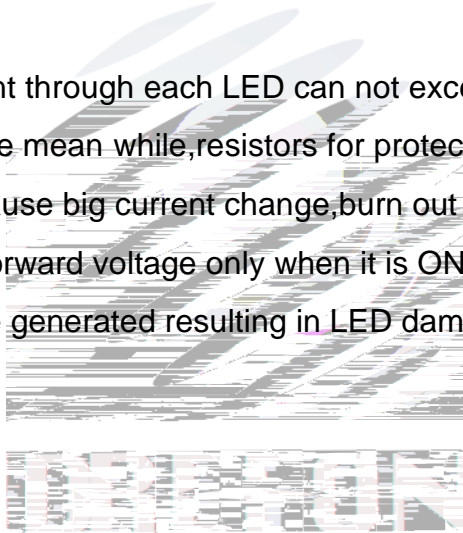 nt through each LED can not exce
e mean while,resistors for protec
use big current change,burn out
orward voltage only when it is ON
generated resulting in LED dam